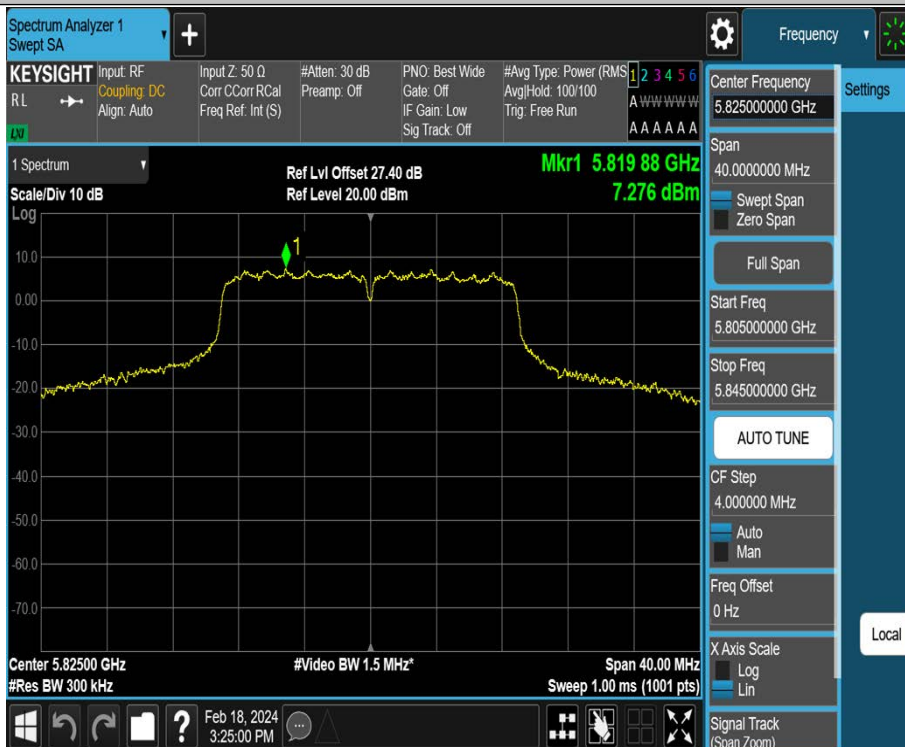 Spectrum Analyzer 1
Swept SA
Frequency
KEYSIGHT
RL
LXI
Input: RF
Coupling: DC
Align: Auto
Input Z: 50 Ω
Corr CCorr RCal
Freq Ref: Int (S)
#Atten: 30 dB
Preamp: Off
PNO: Best Wide
Gate: Off
IF Gain: Low
Sig Track: Off
#Avg Type: Power (RMS
Avg|Hold: 100/100
Trig: Free Run
1 2 3 4 5 6
A W W W W W
A A A A A A
1 Spectrum
Scale/Div 10 dB
Log
Ref Lvl Offset 27.40 dB
Ref Level 20.00 dBm
Mkr1 5.819 88 GHz
7.276 dBm
1
10.0
0.00
-10.0
-20.0
-30.0
-40.0
-50.0
-60.0
-70.0
Center 5.82500 GHz
#Res BW 300 kHz
#Video BW 1.5 MHz*
Span 40.00 MHz
Sweep 1.00 ms (1001 pts)
Feb 18, 2024
3:25:00 PM
Center Frequency
5.825000000 GHz
Span
40.0000000 MHz
Swept Span
Zero Span
Full Span
Start Freq
5.805000000 GHz
Stop Freq
5.845000000 GHz
AUTO TUNE
CF Step
4.000000 MHz
Auto
Man
Freq Offset
0 Hz
X Axis Scale
Log
Lin
Signal Track
(Span Zoom)
Settings
Local